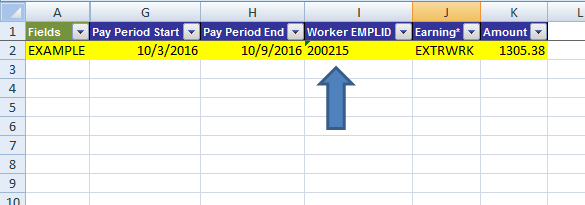 A G H I J K L
1 Fields Pay Period Start Pay Period End Worker EMPLID Earning* Amount
2 EXAMPLE 10/3/2016 10/9/2016 200215 EXTRWRK 1305.38
3
4
5
6
7
8
9
10